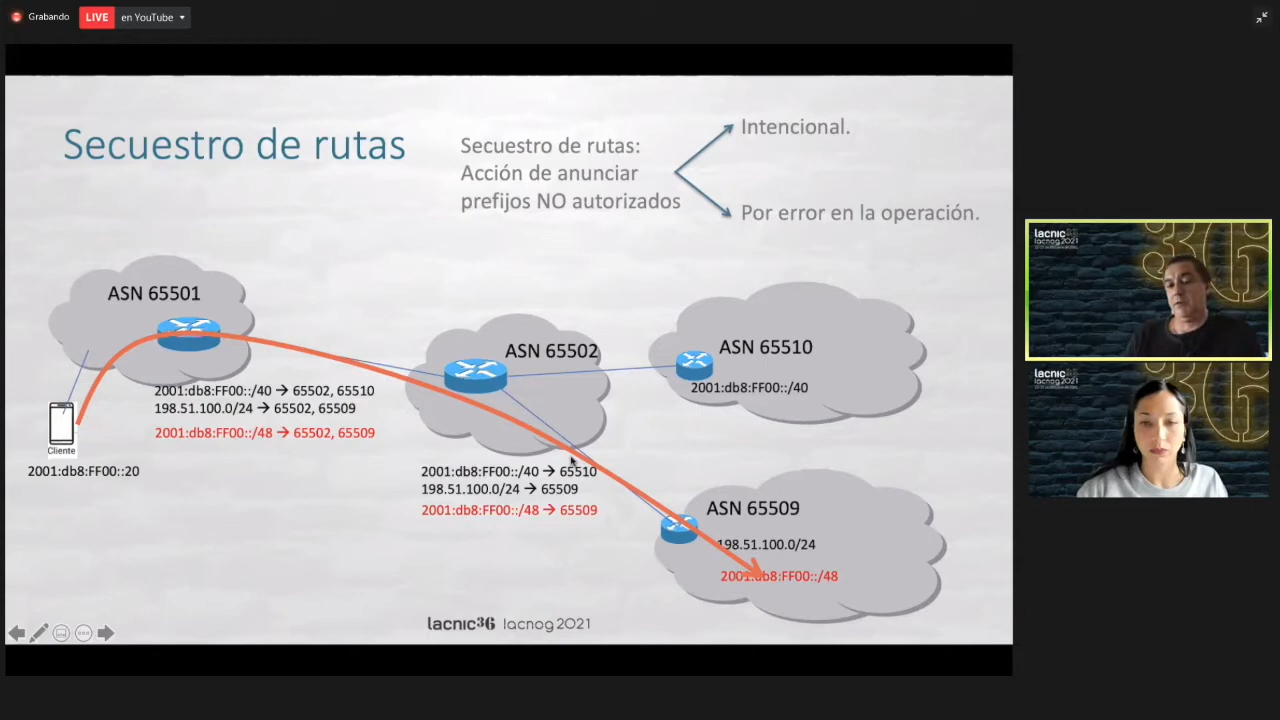 Grabando
LIVE en YouTube
Secuestro de rutas
Secuestro de rutas:
Acción de anunciar
prefijos NO autorizados
Intencional.
Por error en la operación.
ASN 65501
2001:db8:FF00::/40 → 65502, 65510
198.51.100.0/24 → 65502, 65509
2001:db8:FF00::/48 → 65502, 65509
Cliente
2001:db8:FF00::20
ASN 65502
2001:db8:FF00::/40 → 65510
198.51.100.0/24 → 65509
2001:db8:FF00::/48 → 65509
ASN 65510
2001:db8:FF00::/40
ASN 65509
198.51.100.0/24
2001:db8:FF00::/48
lacnic36 lacnog2021
lacnic
lacnog2021
36
lacnic
lacnog2021